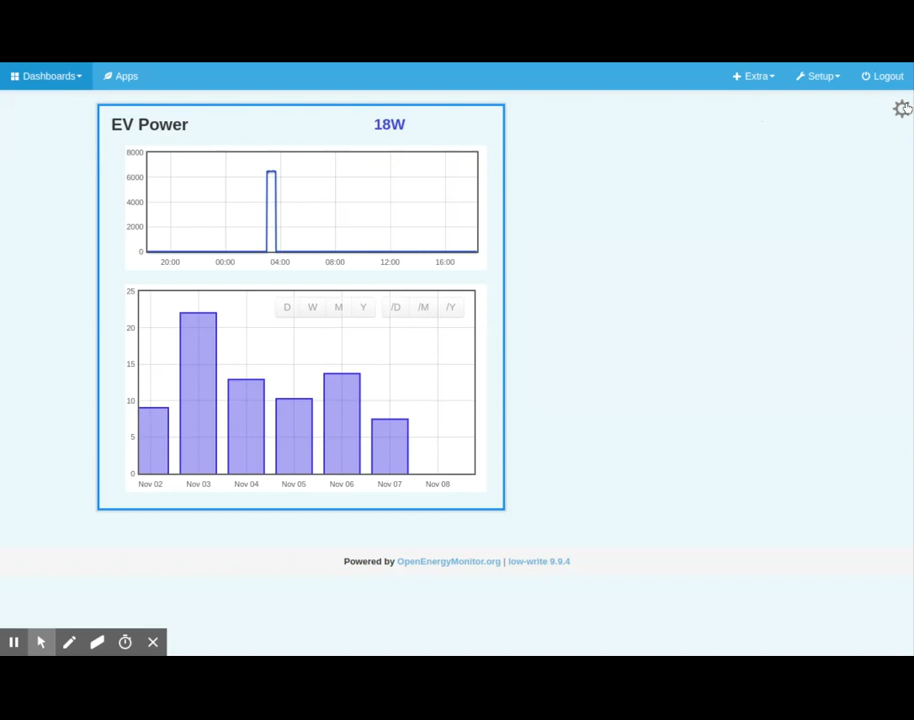 Dashboards
Apps
Extra
Setup
Logout
EV Power
18W
8000
6000
4000
2000
0
20:00
00:00
04:00
08:00
12:00
16:00
25
20
15
10
5
0
D
W
M
Y
/D
/M
/Y
Nov 02
Nov 03
Nov 04
Nov 05
Nov 06
Nov 07
Nov 08
Powered by OpenEnergyMonitor.org | low-write 9.9.4